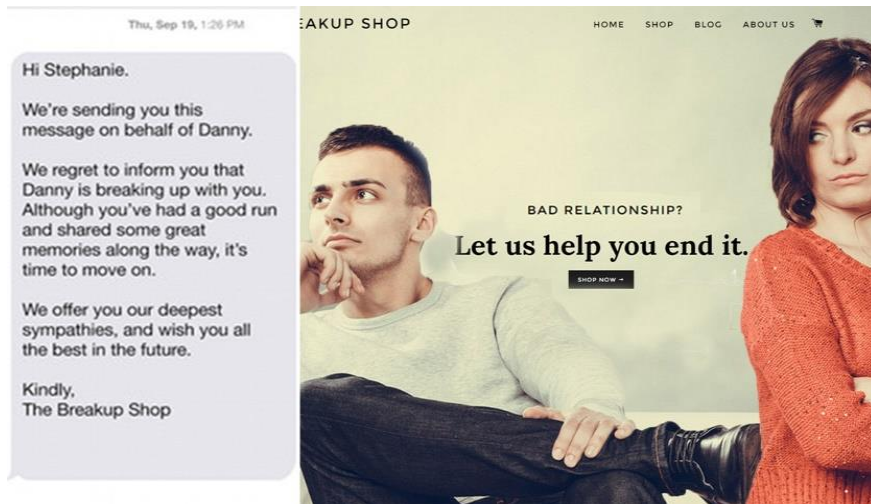 Thu, Sep 19, 1:26 PM
Hi Stephanie.
We're sending you this
message on behalf of Danny.
We regret to inform you that
Danny is breaking up with you.
Although you've had a good run
and shared some great
memories along the way, it's
time to move on.
We offer you our deepest
sympathies, and wish you all
the best in the future.
Kindly,
The Breakup Shop
EAKUP SHOP
HOME SHOP BLOG ABOUT US
BAD RELATIONSHIP?
Let us help you end it.
SHOP NOW →